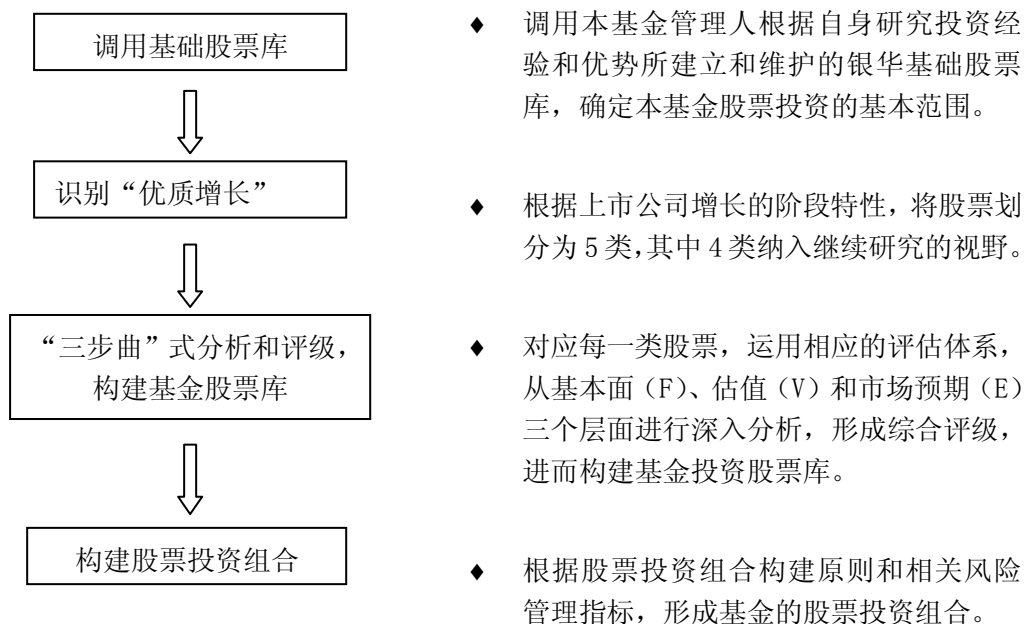 调用基础股票库
识别“优质增长”
“三步曲”式分析和评级，
构建基金股票库
构建股票投资组合
♦ 调用本基金管理人根据自身研究投资经
验和优势所建立和维护的银华基础股票
库，确定本基金股票投资的基本范围。
♦ 根据上市公司增长的阶段特性，将股票划
分为 5 类，其中 4 类纳入继续研究的视野。
♦ 对应每一类股票，运用相应的评估体系，
从基本面（F）、估值（V）和市场预期（E）
三个层面进行深入分析，形成综合评级，
进而构建基金投资股票库。
♦ 根据股票投资组合构建原则和相关风险
管理指标，形成基金的股票投资组合。